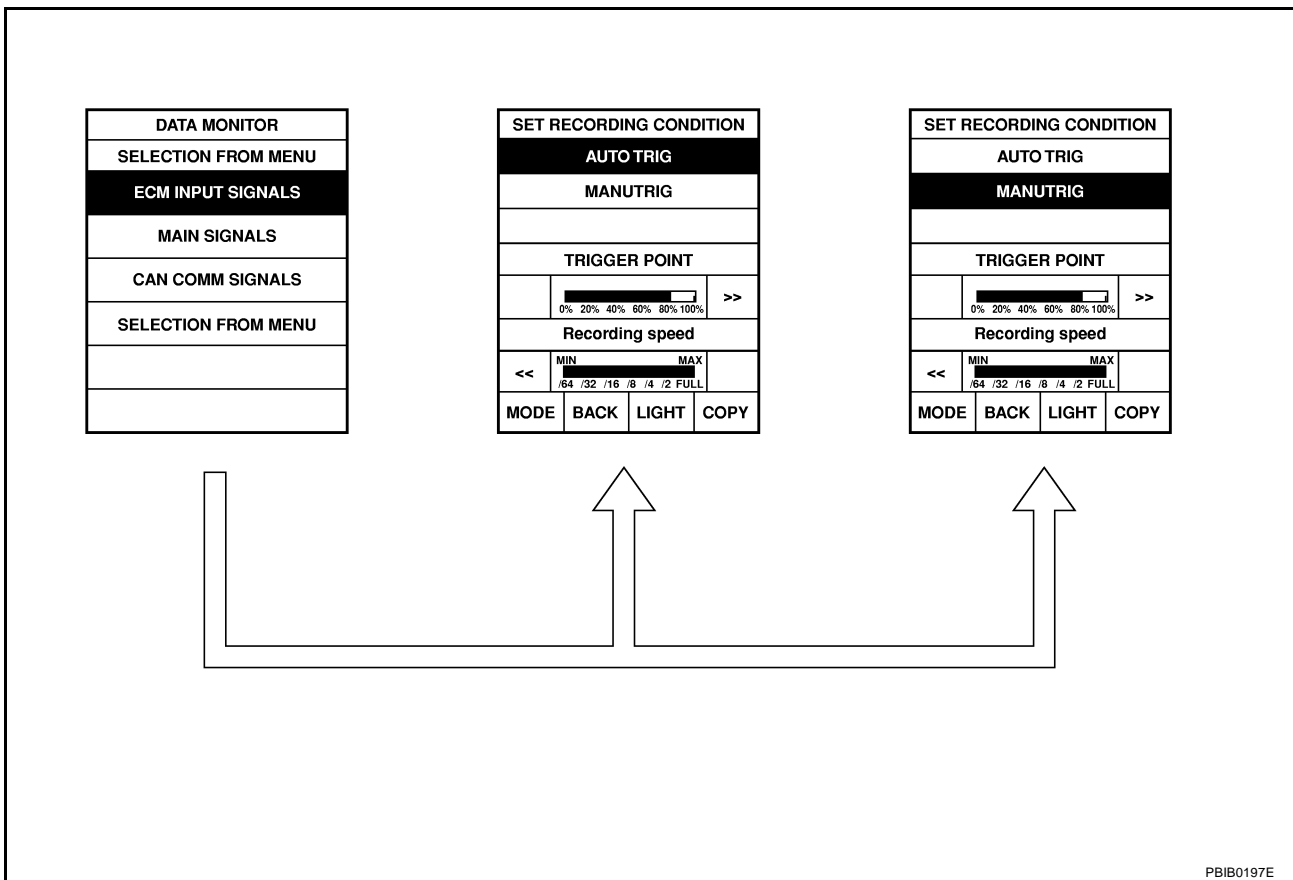 DATA MONITOR
SELECTION FROM MENU
ECM INPUT SIGNALS
MAIN SIGNALS
CAN COMM SIGNALS
SELECTION FROM MENU
SET RECORDING CONDITION
AUTO TRIG
MANUTRIG
TRIGGER POINT
>>
0% 20% 40% 60% 80% 100%
Recording speed
MIN MAX
<<
/64 /32 /16 /8 /4 /2 FULL
MODE BACK LIGHT COPY
SET RECORDING CONDITION
AUTO TRIG
MANUTRIG
TRIGGER POINT
>>
0% 20% 40% 60% 80% 100%
Recording speed
MIN MAX
<<
/64 /32 /16 /8 /4 /2 FULL
MODE BACK LIGHT COPY
PBIB0197E